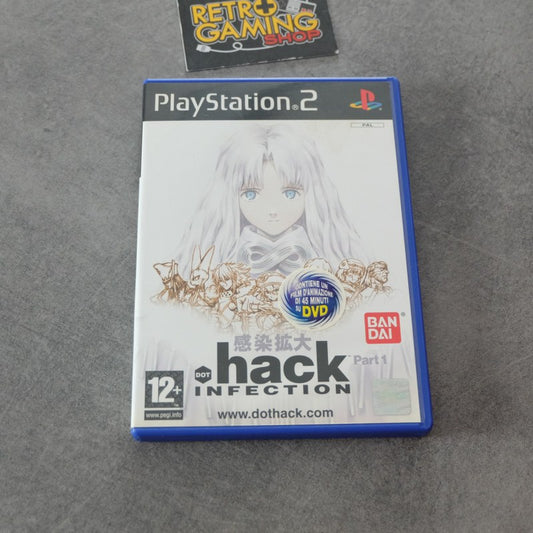 RETRO
GAMING
SHOP
PlayStation®2
PAL
CONTIENE UN
FILM D'ANIMAZIONE
DI 45 MINUTI
SU DVD
BAN
DAI
感染拡大
DOT
.hack
Part 1
INFECTION
12+
www.pegi.info
www.dothack.com